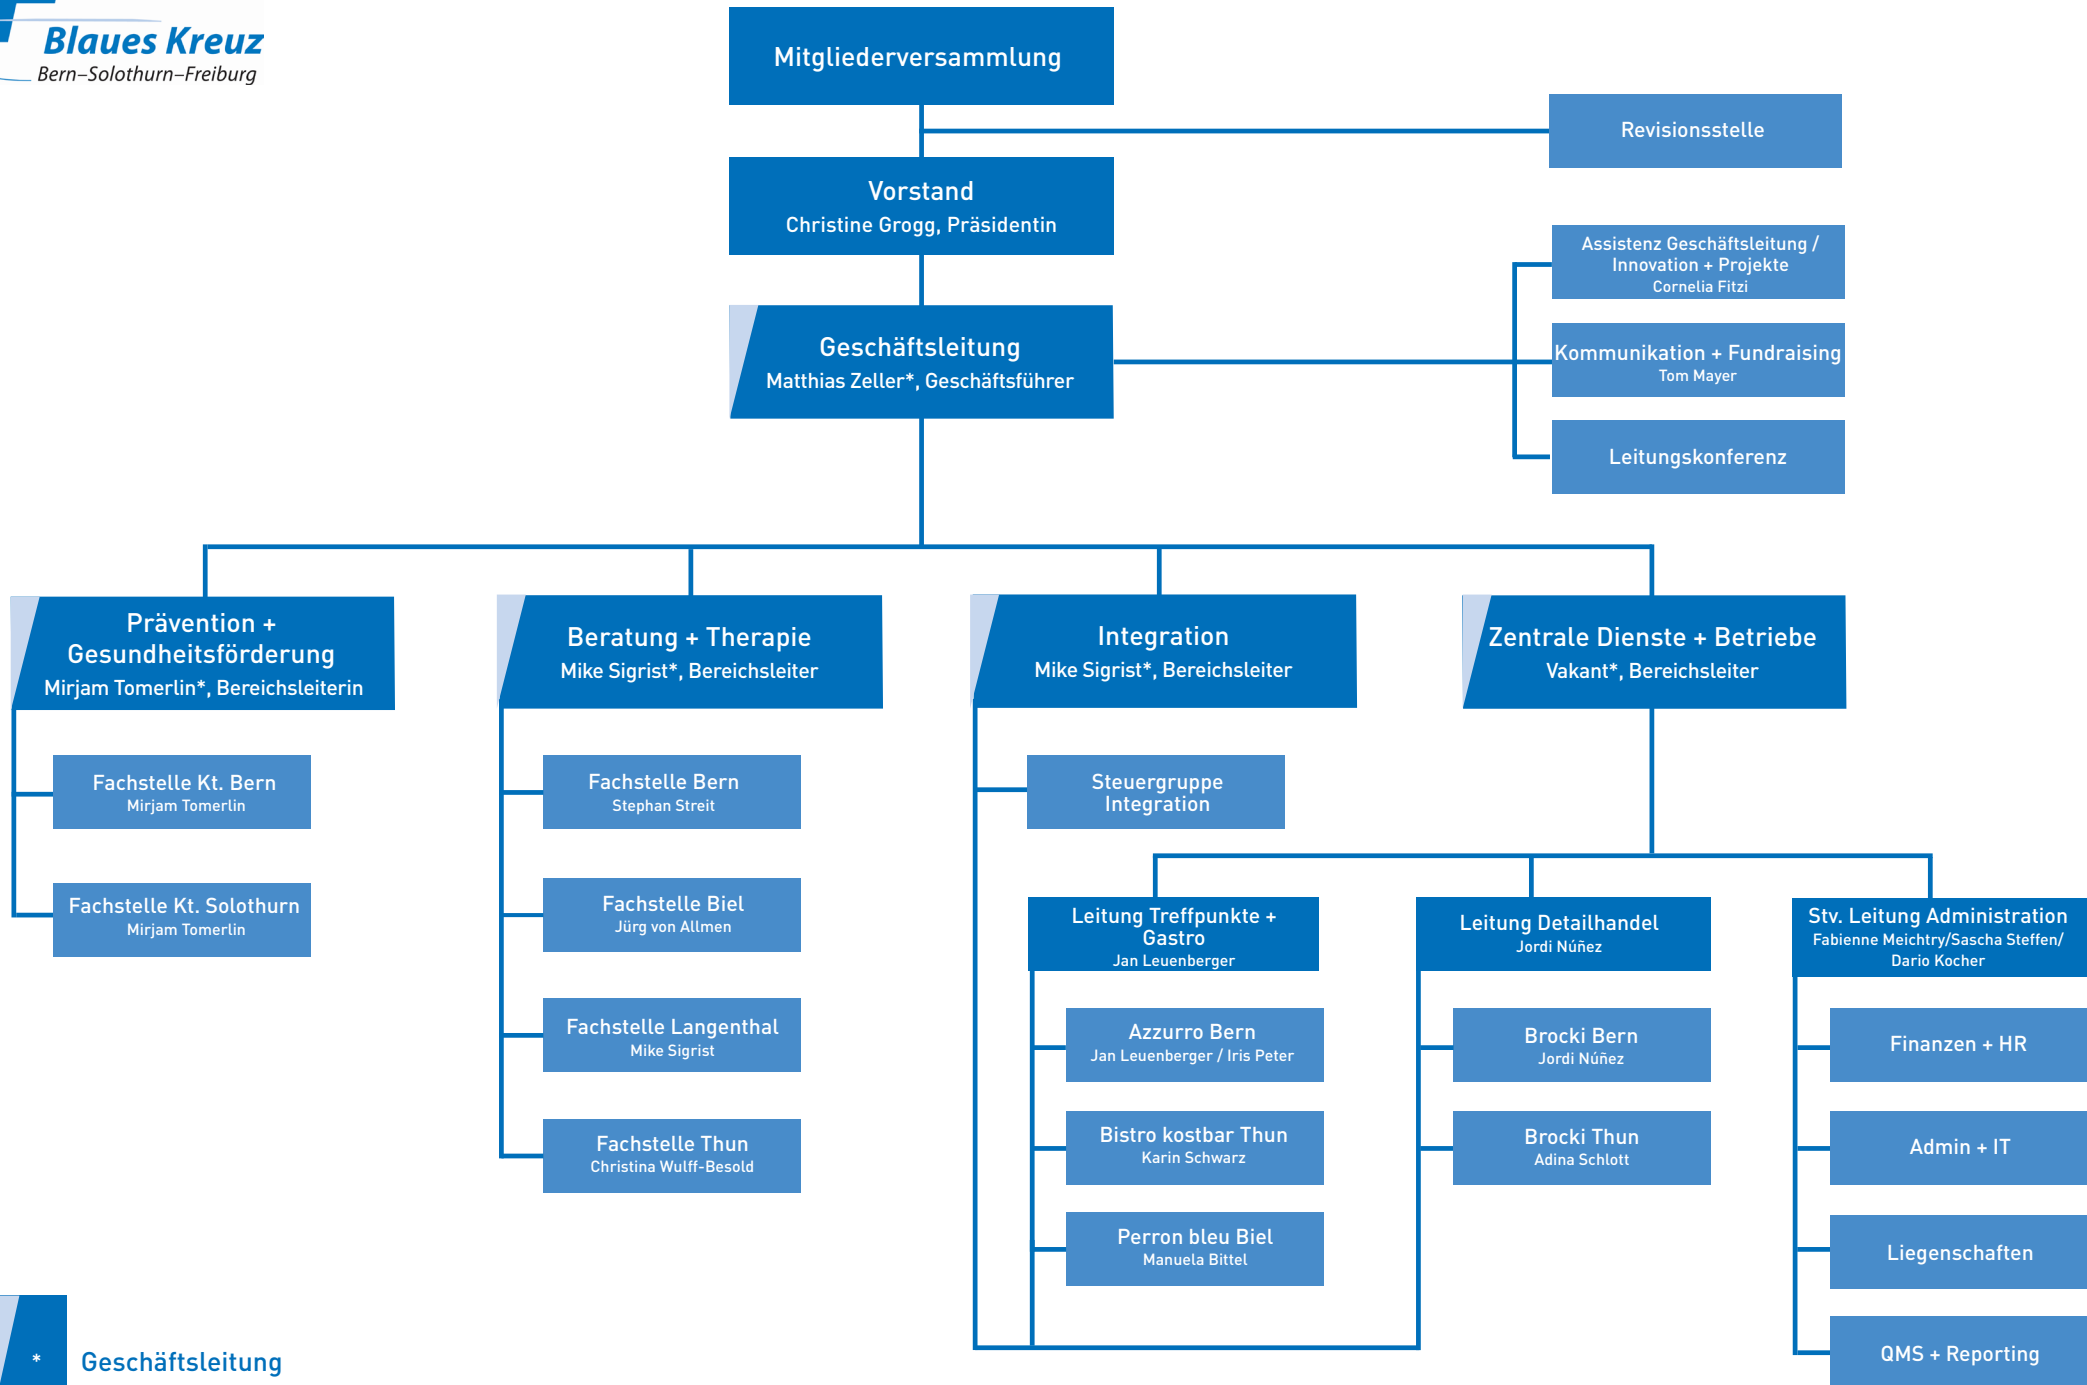 Blaues Kreuz
Bern–Solothurn–Freiburg
Mitgliederversammlung
Revisionsstelle
Vorstand
Christine Grogg, Präsidentin
Assistenz Geschäftsleitung /
Innovation + Projekte
Cornelia Fitzi
Geschäftsleitung
Matthias Zeller*, Geschäftsführer
Kommunikation + Fundraising
Tom Mayer
Leitungskonferenz
Prävention +
Gesundheitsförderung
Mirjam Tomerlin*, Bereichsleiterin
Beratung + Therapie
Mike Sigrist*, Bereichsleiter
Integration
Mike Sigrist*, Bereichsleiter
Zentrale Dienste + Betriebe
Vakant*, Bereichsleiter
Fachstelle Kt. Bern
Mirjam Tomerlin
Fachstelle Kt. Solothurn
Mirjam Tomerlin
Fachstelle Bern
Stephan Streit
Fachstelle Biel
Jürg von Allmen
Fachstelle Langenthal
Mike Sigrist
Fachstelle Thun
Christina Wulff-Besold
Steuergruppe
Integration
Leitung Treffpunkte +
Gastro
Jan Leuenberger
Azzurro Bern
Jan Leuenberger / Iris Peter
Bistro kostbar Thun
Karin Schwarz
Perron bleu Biel
Manuela Bittel
Leitung Detailhandel
Jordi Núñez
Brocki Bern
Jordi Núñez
Brocki Thun
Adina Schlott
Stv. Leitung Administration
Fabienne Meichtry/Sascha Steffen/
Dario Kocher
Finanzen + HR
Admin + IT
Liegenschaften
QMS + Reporting
* Geschäftsleitung